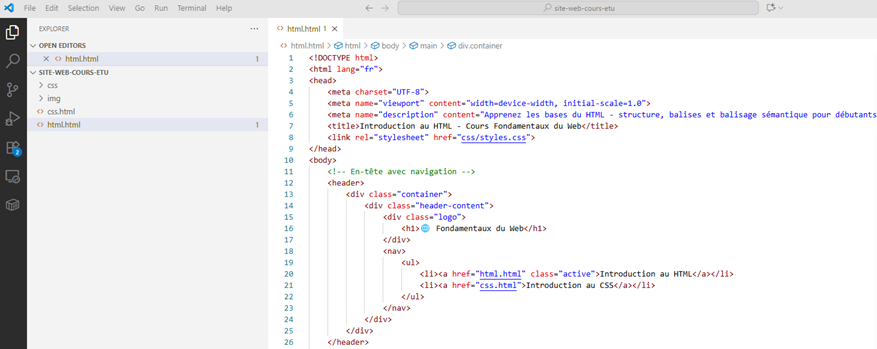 File Edit Selection View Go Run Terminal Help
site-web-cours-etu
EXPLORER
OPEN EDITORS
html.html 1
SITE-WEB-COURS-ETU
css
img
css.html
html.html 1
2
html.html 1
html.html > html > body > main > div.container
1 <!DOCTYPE html>
2 <html lang="fr">
3 <head>
4 <meta charset="UTF-8">
5 <meta name="viewport" content="width=device-width, initial-scale=1.0">
6 <meta name="description" content="Apprenez les bases du HTML - structure, balises et balisage sémantique pour débutants
7 <title>Introduction au HTML - Cours Fondamentaux du Web</title>
8 <link rel="stylesheet" href="css/styles.css">
9 </head>
10 <body>
11 <!-- En-tête avec navigation -->
12 <header>
13 <div class="container">
14 <div class="header-content">
15 <div class="logo">
16 <h1>🌐 Fondamentaux du Web</h1>
17 </div>
18 <nav>
19 <ul>
20 <li><a href="html.html" class="active">Introduction au HTML</a></li>
21 <li><a href="css.html">Introduction au CSS</a></li>
22 </ul>
23 </nav>
24 </div>
25 </div>
26 </header>